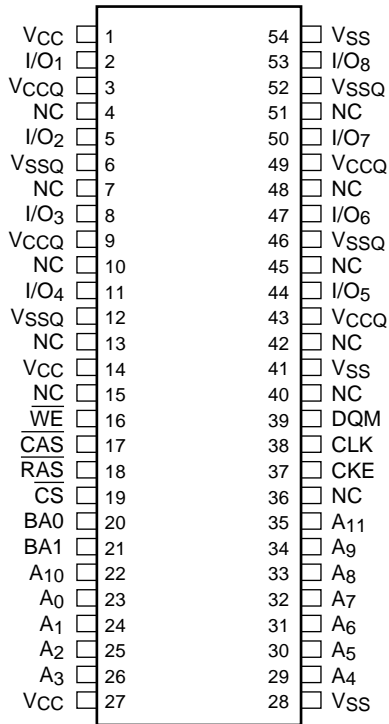 VCC 1 54 VSS
I/O1 2 53 I/O8
VCCQ 3 52 VSSQ
NC 4 51 NC
I/O2 5 50 I/O7
VSSQ 6 49 VCCQ
NC 7 48 NC
I/O3 8 47 I/O6
VCCQ 9 46 VSSQ
NC 10 45 NC
I/O4 11 44 I/O5
VSSQ 12 43 VCCQ
NC 13 42 NC
VCC 14 41 VSS
NC 15 40 NC
W̅E̅ 16 39 DQM
C̅A̅S̅ 17 38 CLK
R̅A̅S̅ 18 37 CKE
C̅S̅ 19 36 NC
BA0 20 35 A11
BA1 21 34 A9
A10 22 33 A8
A0 23 32 A7
A1 24 31 A6
A2 25 30 A5
A3 26 29 A4
VCC 27 28 VSS